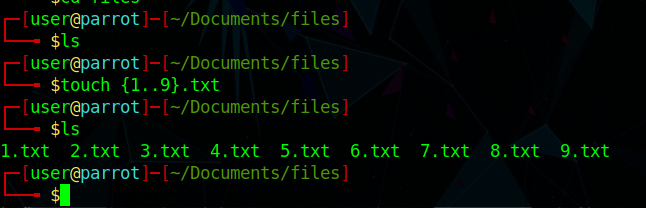 $cd files
┌─[user@parrot]─[~/Documents/files]
└──╼ $ls
┌─[user@parrot]─[~/Documents/files]
└──╼ $touch {1..9}.txt
┌─[user@parrot]─[~/Documents/files]
└──╼ $ls
1.txt  2.txt  3.txt  4.txt  5.txt  6.txt  7.txt  8.txt  9.txt
┌─[user@parrot]─[~/Documents/files]
└──╼ $